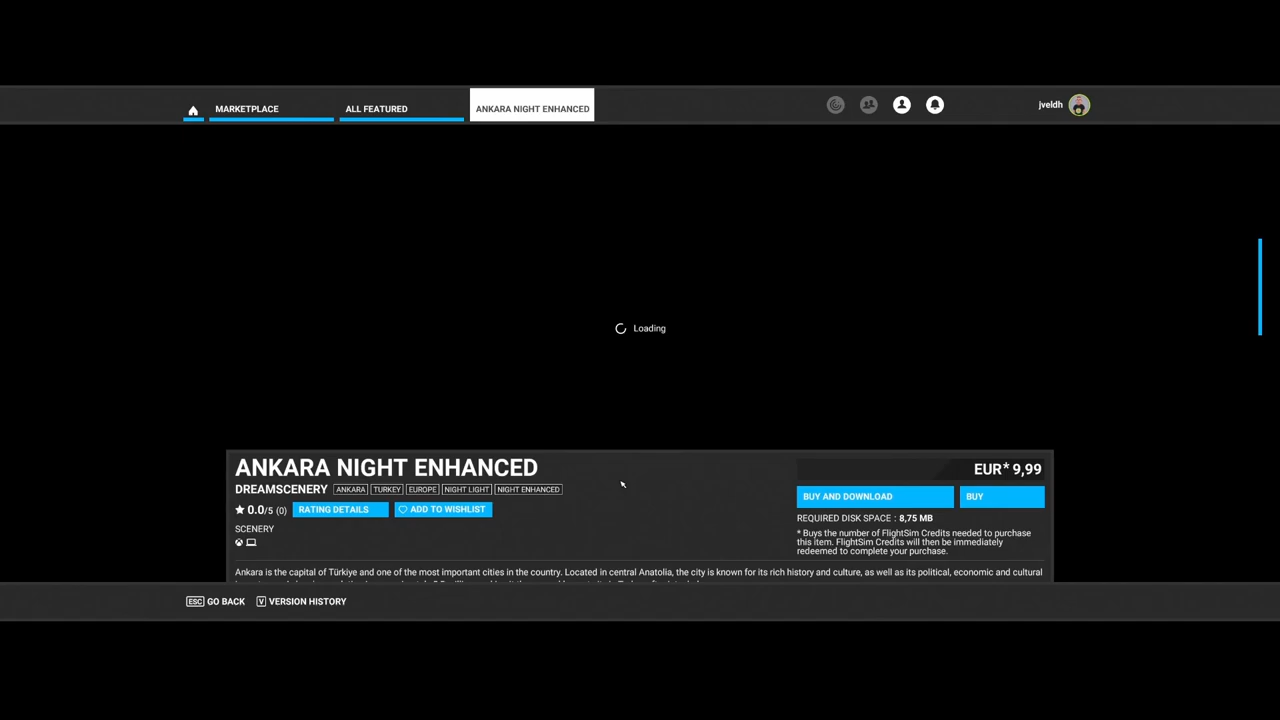 MARKETPLACE
ALL FEATURED
ANKARA NIGHT ENHANCED
jveldh
Loading
ANKARA NIGHT ENHANCED
DREAMSCENERY ANKARA TURKEY EUROPE NIGHT LIGHT NIGHT ENHANCED
0.0/5 (0) RATING DETAILS ADD TO WISHLIST
SCENERY
EUR* 9,99
BUY AND DOWNLOAD BUY
REQUIRED DISK SPACE : 8,75 MB
* Buys the number of FlightSim Credits needed to purchase
this item. FlightSim Credits will then be immediately
redeemed to complete your purchase.
Ankara is the capital of Türkiye and one of the most important cities in the country. Located in central Anatolia, the city is known for its rich history and culture, as well as its political, economic and cultural
ESC GO BACK V VERSION HISTORY